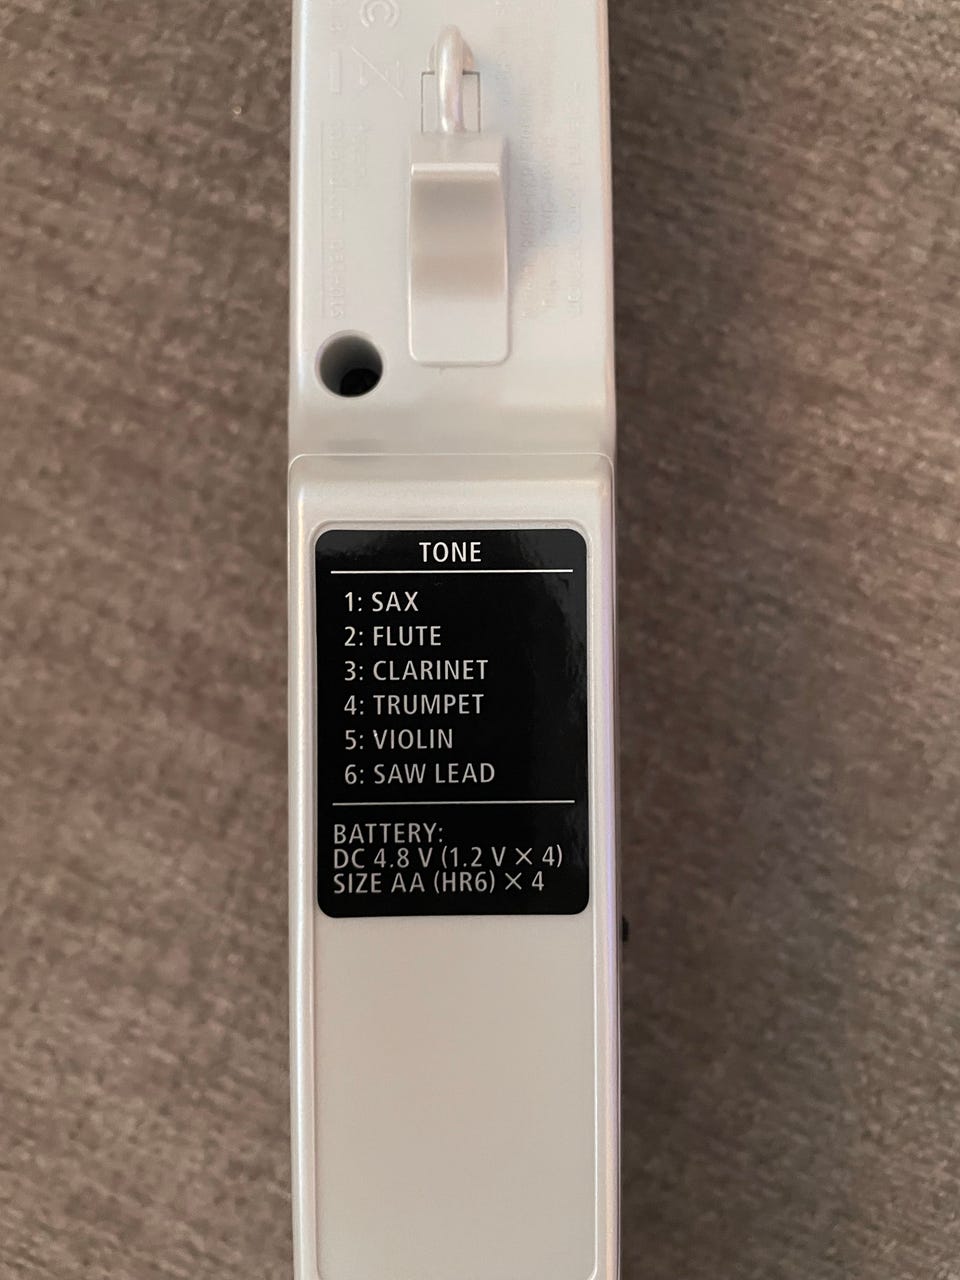 TONE
1: SAX
2: FLUTE
3: CLARINET
4: TRUMPET
5: VIOLIN
6: SAW LEAD
BATTERY:
DC 4.8 V (1.2 V × 4)
SIZE AA (HR6) × 4